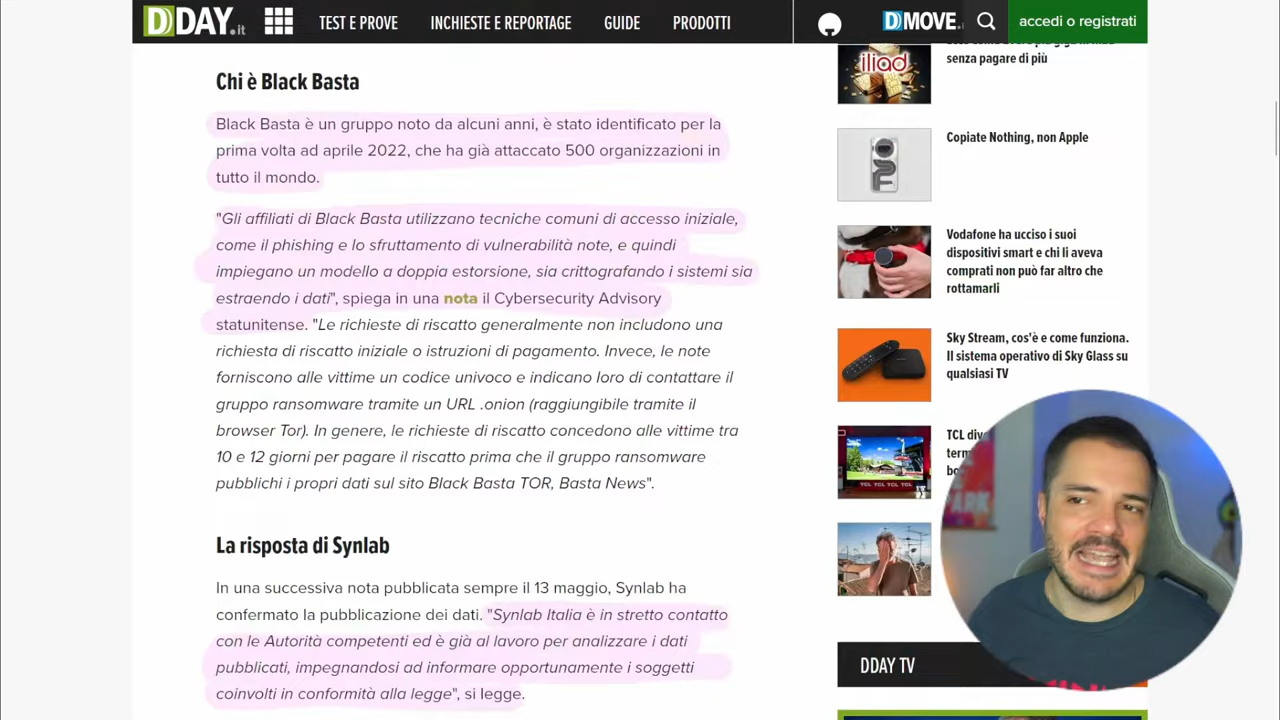 DDAY.it
TEST E PROVE
INCHIESTE E REPORTAGE
GUIDE
PRODOTTI
DMOVE.
accedi o registrati
Chi è Black Basta
Black Basta è un gruppo noto da alcuni anni, è stato identificato per la
prima volta ad aprile 2022, che ha già attaccato 500 organizzazioni in
tutto il mondo.
"Gli affiliati di Black Basta utilizzano tecniche comuni di accesso iniziale,
come il phishing e lo sfruttamento di vulnerabilità note, e quindi
impiegano un modello a doppia estorsione, sia crittografando i sistemi sia
estraendo i dati", spiega in una nota il Cybersecurity Advisory
statunitense. "Le richieste di riscatto generalmente non includono una
richiesta di riscatto iniziale o istruzioni di pagamento. Invece, le note
forniscono alle vittime un codice univoco e indicano loro di contattare il
gruppo ransomware tramite un URL .onion (raggiungibile tramite il
browser Tor). In genere, le richieste di riscatto concedono alle vittime tra
10 e 12 giorni per pagare il riscatto prima che il gruppo ransomware
pubblichi i propri dati sul sito Black Basta TOR, Basta News".
La risposta di Synlab
In una successiva nota pubblicata sempre il 13 maggio, Synlab ha
confermato la pubblicazione dei dati. "Synlab Italia è in stretto contatto
con le Autorità competenti ed è già al lavoro per analizzare i dati
pubblicati, impegnandosi ad informare opportunamente i soggetti
coinvolti in conformità alla legge", si legge.
iliad
senza pagare di più
Copiate Nothing, non Apple
Vodafone ha ucciso i suoi
dispositivi smart e chi li aveva
comprati non può far altro che
rottamarli
Sky Stream, cos'è e come funziona.
Il sistema operativo di Sky Glass su
qualsiasi TV
TCL
TCL TCL TCL TCL
DDAY TV